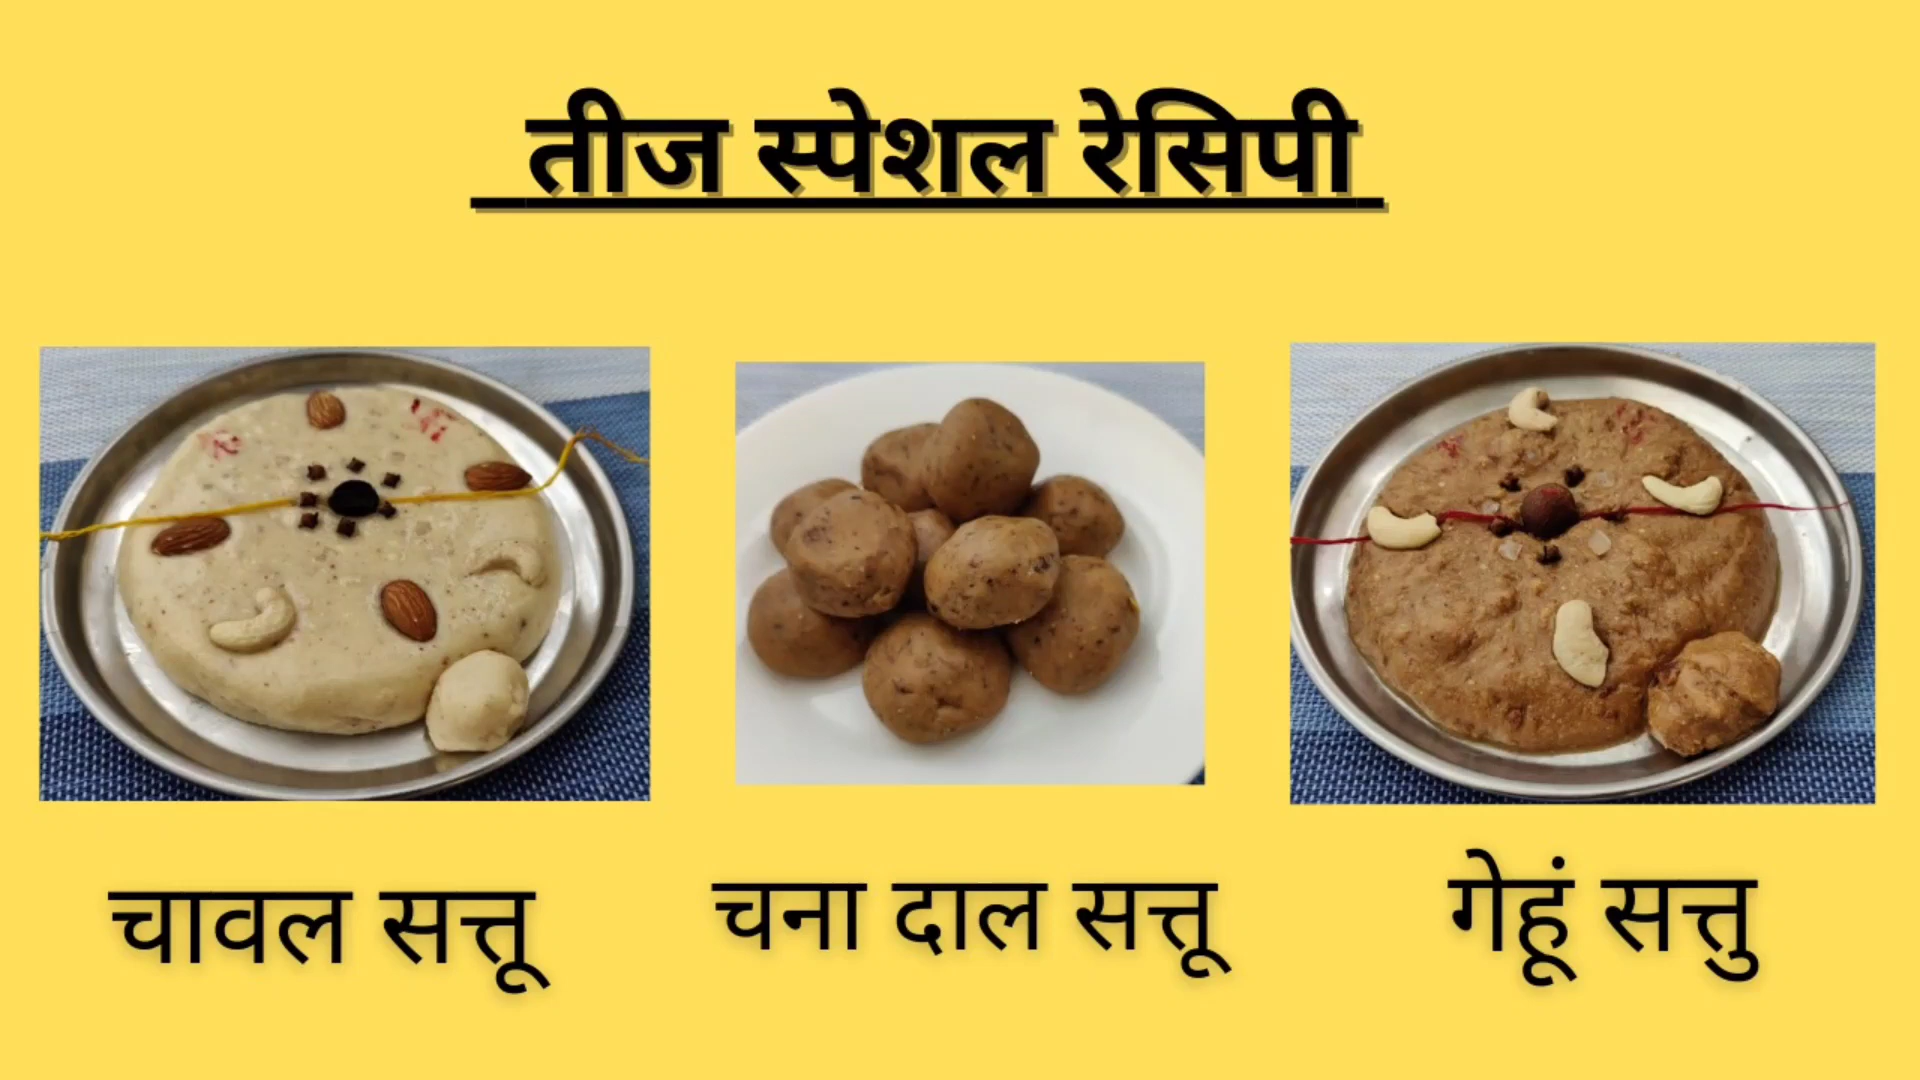 तीज स्पेशल रेसिपी
चावल सत्तू
चना दाल सत्तू
गेहूं सत्तु